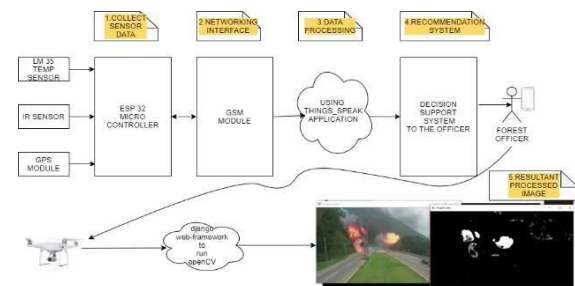 1.COLLECT
SENSOR
DATA
2.NETWORKING
INTERFACE
3.DATA
PROCESSING
4.RECOMMENDATION
SYSTEM
LM 35
TEMP
SENSOR
IR SENSOR
GPS
MODULE
ESP 32
MICRO
CONTROLLER
GSM
MODULE
USING
THINGS_SPEAK
APPLICATION
DECISION
SUPPORT
SYSTEM
TO THE OFFICER
FOREST
OFFICER
5.RESULTANT
PROCESSED
IMAGE
django
web-framework
to
run
openCV